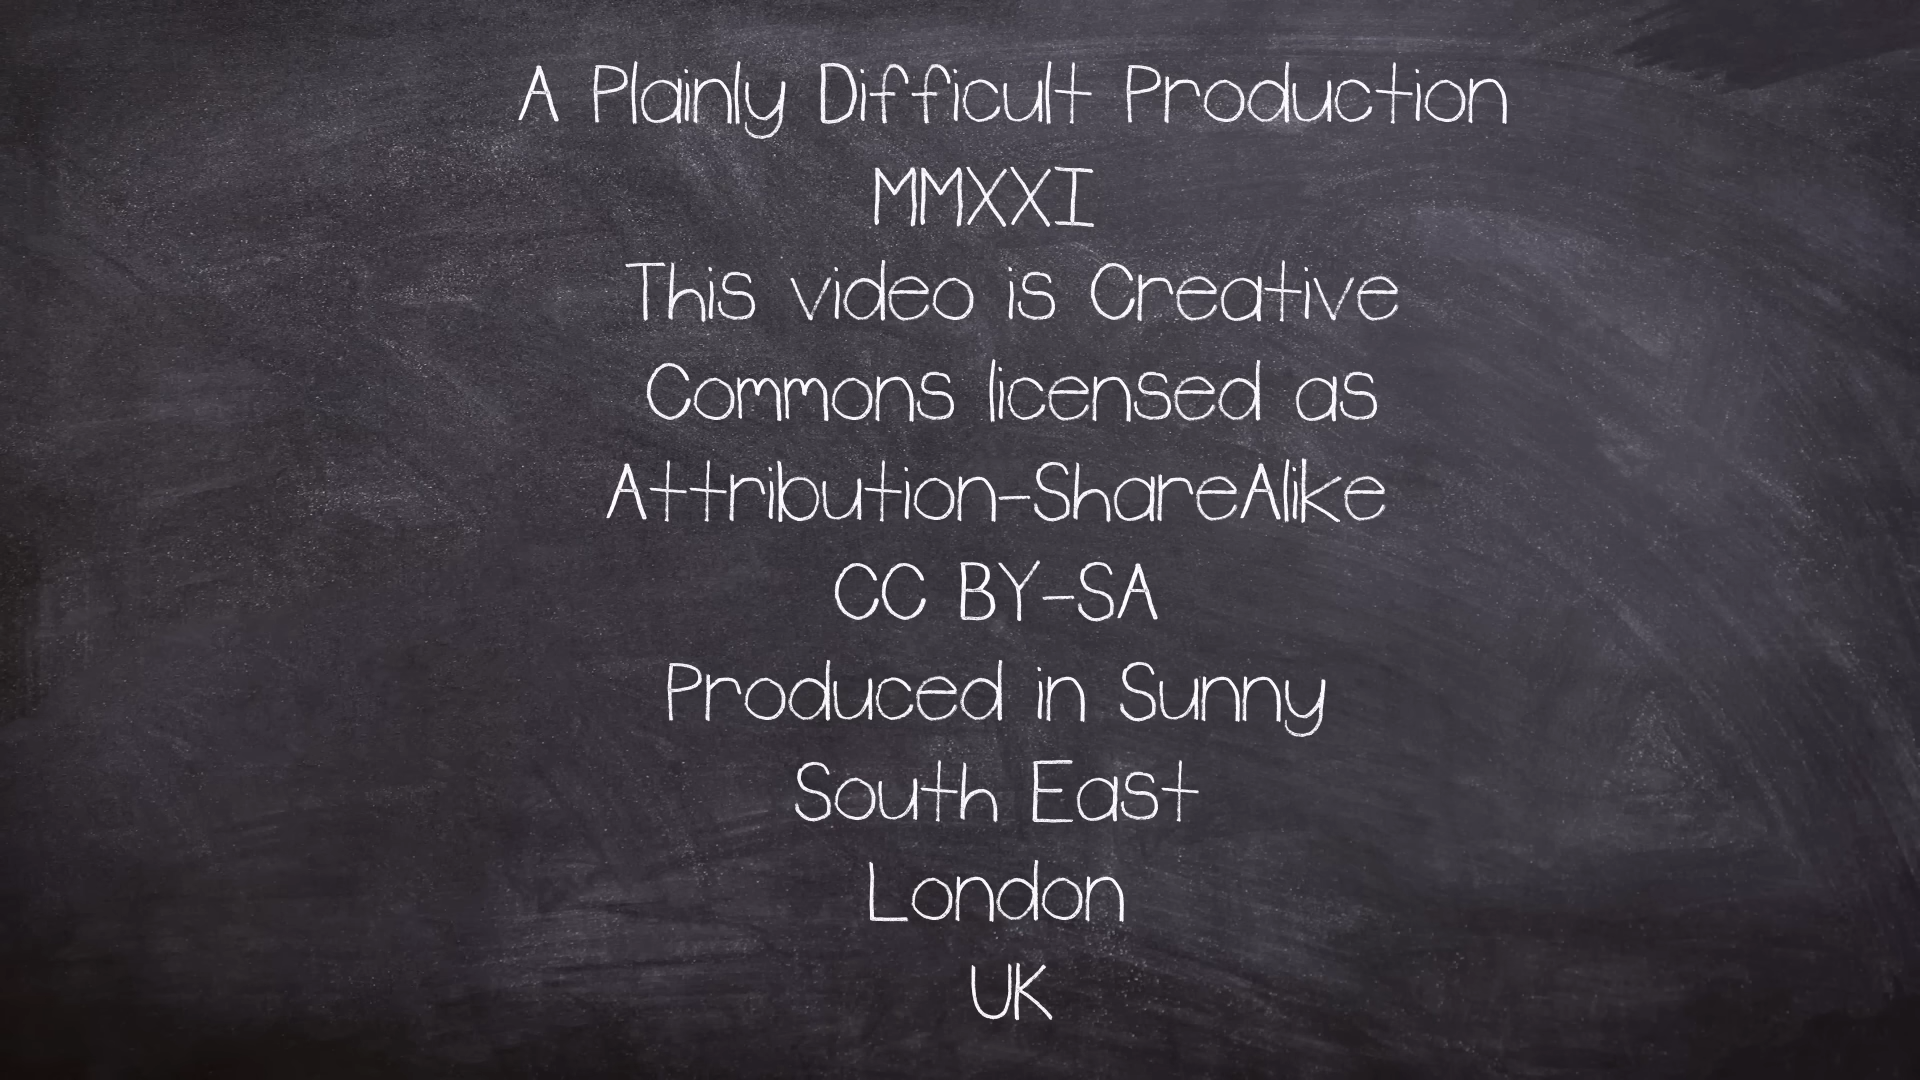 A Plainly Difficult Production
MMXXI
This video is Creative
Commons licensed as
Attribution-ShareAlike
CC BY-SA
Produced in Sunny
South East
London
UK